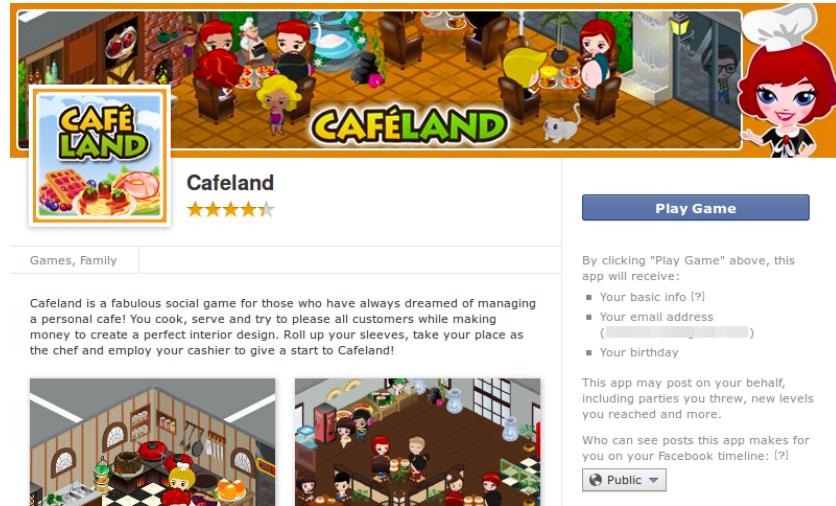 CAFÉLAND
CAFÉ
LAND
Cafeland
Play Game
Games, Family
By clicking "Play Game" above, this
app will receive:
Your basic info [?]
Your email address
( )
Your birthday
Cafeland is a fabulous social game for those who have always dreamed of managing
a personal cafe! You cook, serve and try to please all customers while making
money to create a perfect interior design. Roll up your sleeves, take your place as
the chef and employ your cashier to give a start to Cafeland!
This app may post on your behalf,
including parties you threw, new levels
you reached and more.
Who can see posts this app makes for
you on your Facebook timeline: [?]
Public